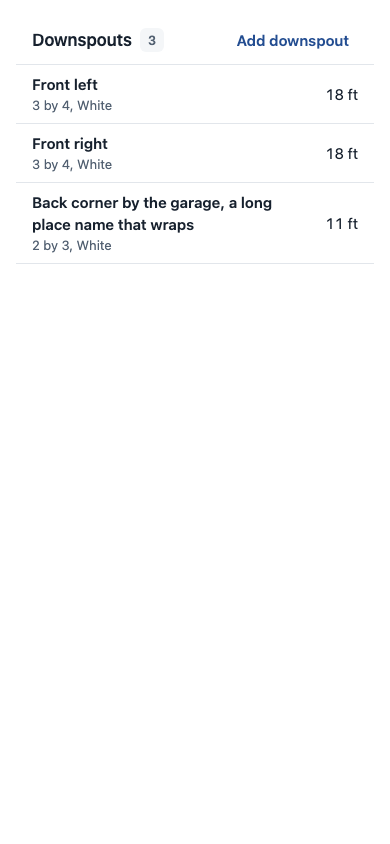 Downspouts 3 Add downspout
Front left
3 by 4, White
18 ft
Front right
3 by 4, White
18 ft
Back corner by the garage, a long
place name that wraps
2 by 3, White
11 ft